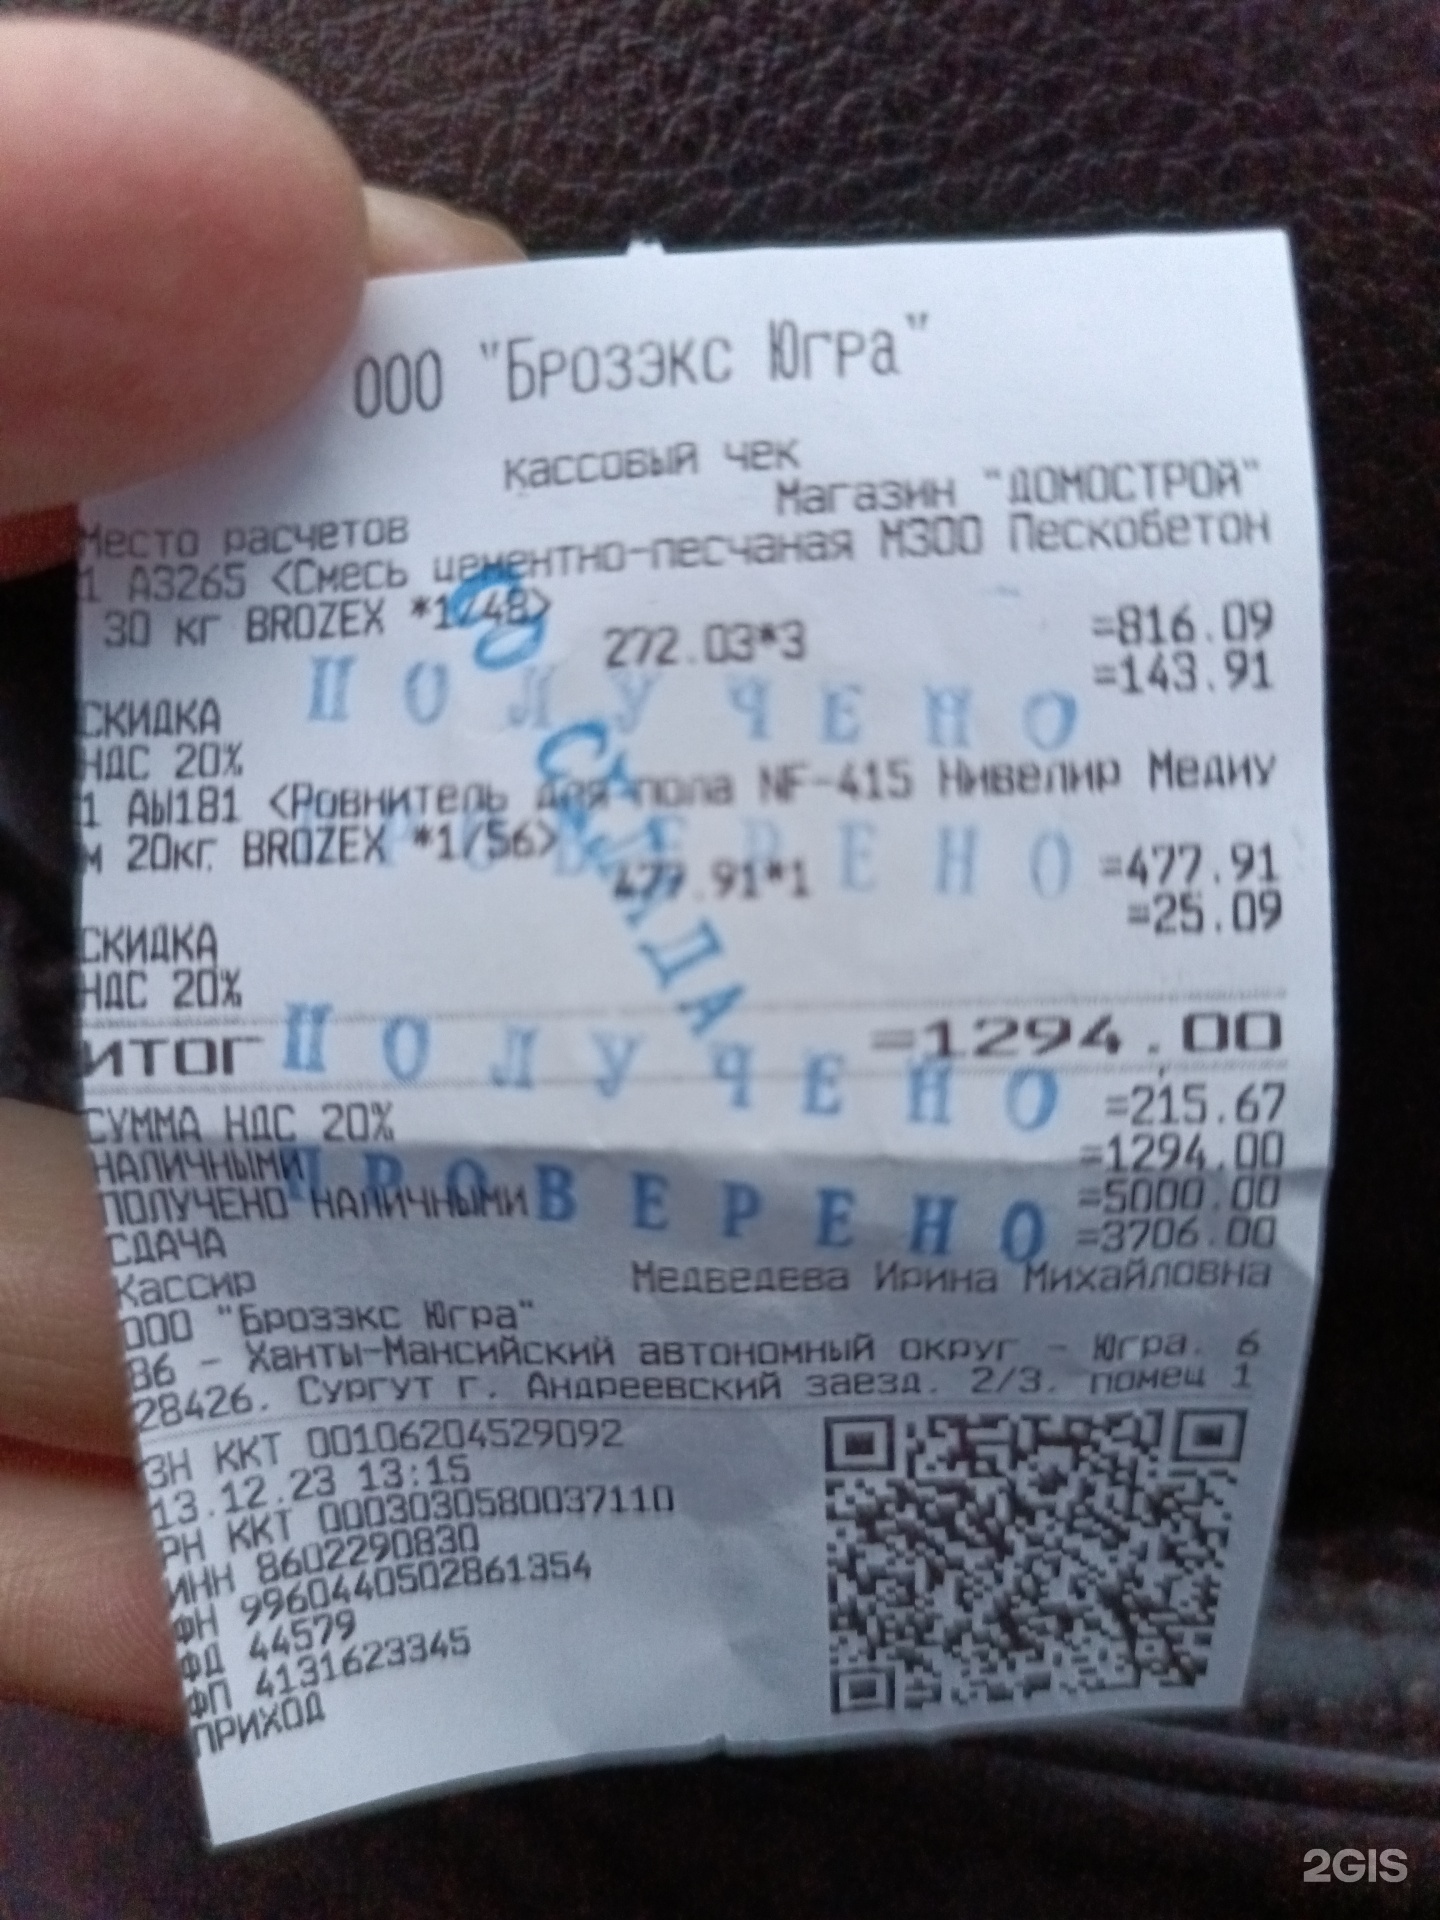 ООО "Брозэкс Югра"
кассовый чек
Место расчетов Магазин "ДОМОСТРОЙ"
1 А3265 <Смесь цементно-песчаная М300 Пескобетон
30 кг BROZEX *1/48>
272.03*3 =816.09
СКИДКА =143.91
НДС 20%
1 АЫ181 <Ровнитель для пола NF-415 Нивелир Медиу
м 20кг. BROZEX *1/56>
477.91*1 =477.91
СКИДКА =25.09
НДС 20%
ИТОГ =1294.00
СУММА НДС 20% =215.67
НАЛИЧНЫМИ =1294.00
ПОЛУЧЕНО НАЛИЧНЫМИ =5000.00
СДАЧА =3706.00
Кассир Медведева Ирина Михайловна
ООО "Брозэкс Югра"
86 - Ханты-Мансийский автономный округ - Югра. 6
28426. Сургут г. Андреевский заезд. 2/3. помец 1
ЗН ККТ 00106204529092
13.12.23 13:15
РН ККТ 0003030580037110
ИНН 8602290830
ФН 9960440502861354
ФД 44579
ФП 4131623345
ПРИХОД
ПОЛУЧЕНО
СО СКЛАДА
ПРОВЕРЕНО
ПОЛУЧЕНО
ПРОВЕРЕНО
2GIS